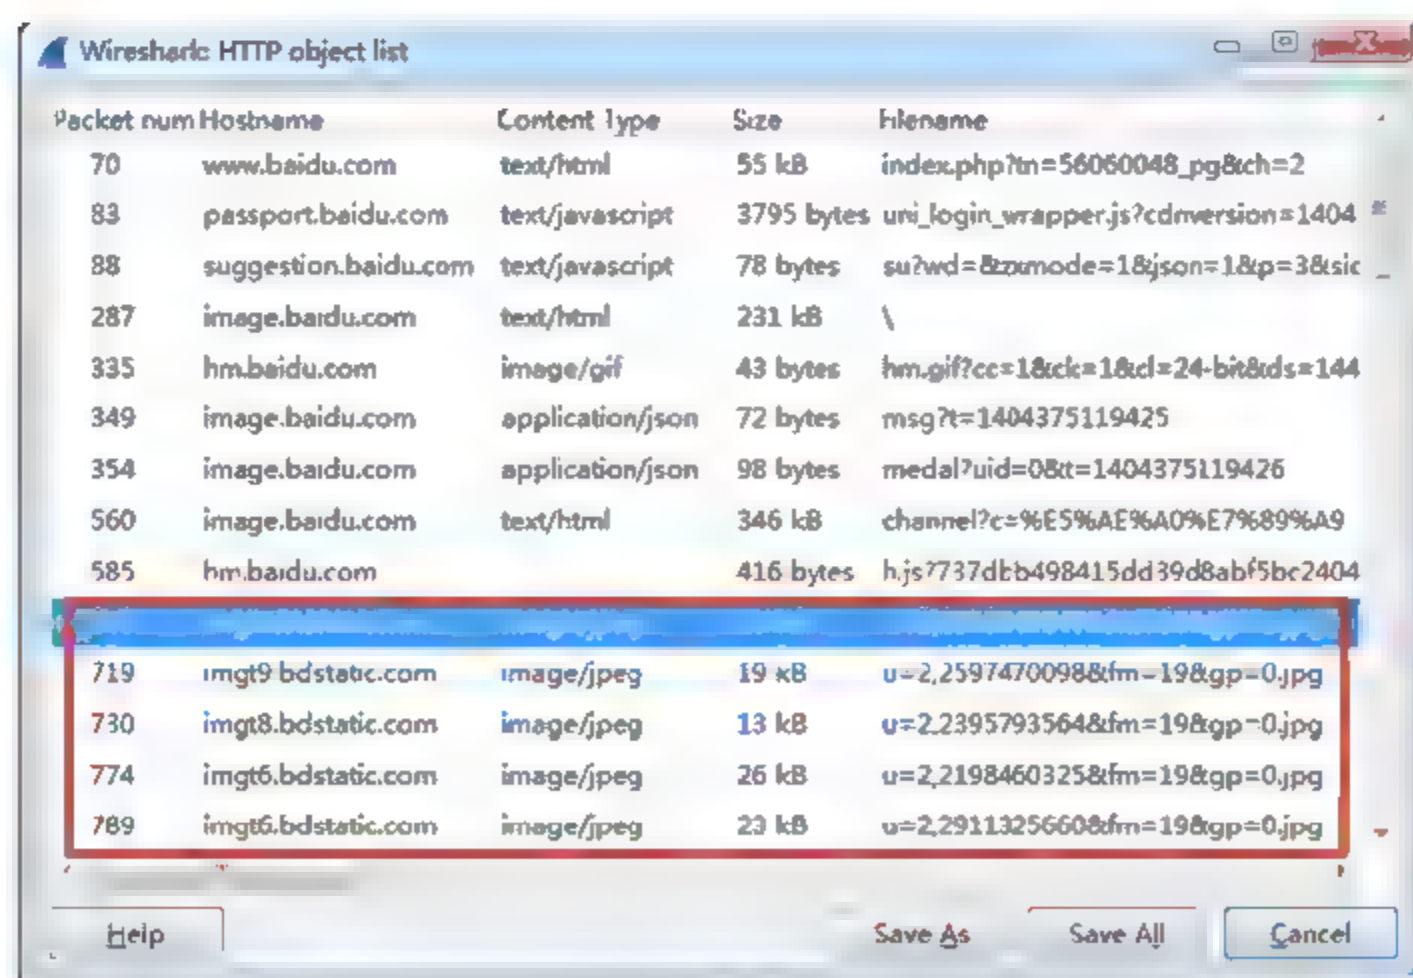 Wireshark: HTTP object list
Packet num Hostname Content Type Size Filename
70 www.baidu.com text/html 55 kB index.php?tn=56060048_pg&ch=2
83 passport.baidu.com text/javascript 3795 bytes uni_login_wrapper.js?cdnversion=1404
88 suggestion.baidu.com text/javascript 78 bytes su?wd=&zxmode=1&json=1&p=3&sic
287 image.baidu.com text/html 231 kB \
335 hm.baidu.com image/gif 43 bytes hm.gif?cc=1&ck=1&cl=24-bit&ds=144
349 image.baidu.com application/json 72 bytes msg?t=1404375119425
354 image.baidu.com application/json 98 bytes medal?uid=0&t=1404375119426
560 image.baidu.com text/html 346 kB channel?c=%E5%AE%A0%E7%89%A9
585 hm.baidu.com 416 bytes h.js?737dbb498415dd39d8abf5bc2404
719 imgt9.bdstatic.com image/jpeg 19 kB u=2,2597470098&fm=19&gp=0.jpg
730 imgt8.bdstatic.com image/jpeg 13 kB u=2,2395793564&fm=19&gp=0.jpg
774 imgt6.bdstatic.com image/jpeg 26 kB u=2,2198460325&fm=19&gp=0.jpg
789 imgt6.bdstatic.com image/jpeg 23 kB u=2,2911325660&fm=19&gp=0.jpg
Help Save As Save All Cancel